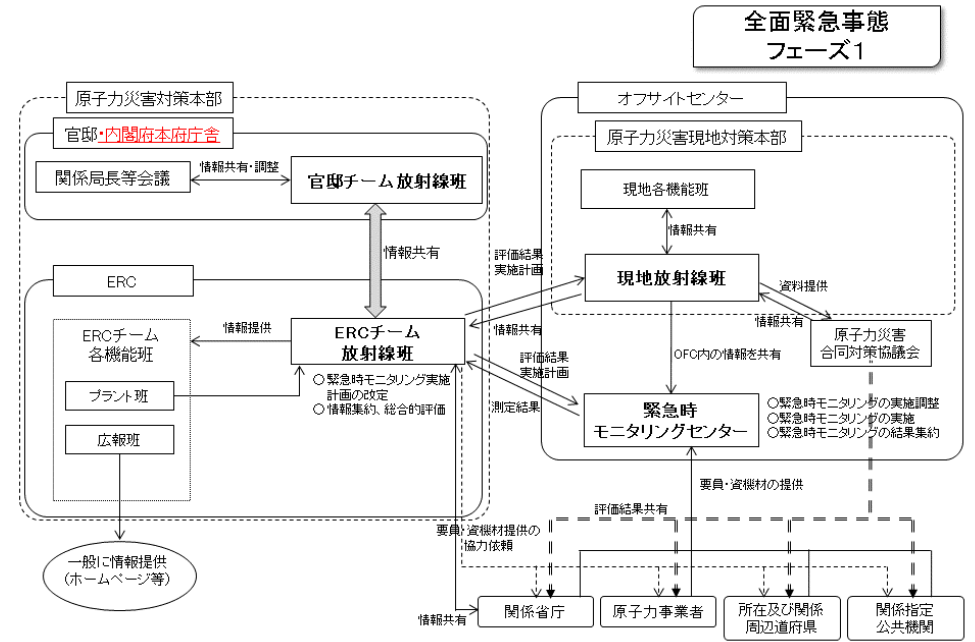 全面緊急事態
フェーズ1
原子力災害対策本部
官邸・内閣府本府庁舎
関係局長等会議
情報共有・調整
官邸チーム放射線班
情報共有
ERC
ERCチーム
各機能班
プラント班
広報班
情報提供
ERCチーム
放射線班
○緊急時モニタリング実施
計画の改定
○情報集約、総合的評価
一般に情報提供
(ホームページ等)
評価結果
実施計画
情報共有
評価結果
実施計画
測定結果
オフサイトセンター
原子力災害現地対策本部
現地各機能班
情報共有
現地放射線班
資料提供
情報共有
原子力災害
合同対策協議会
OFC内の情報を共有
緊急時
モニタリングセンター
○緊急時モニタリングの実施調整
○緊急時モニタリングの実施
○緊急時モニタリングの結果集約
要員・資機材の提供
評価結果共有
要員・資機材提供の
協力依頼
情報共有
関係省庁
原子力事業者
所在及び関係
周辺道府県
関係指定
公共機関